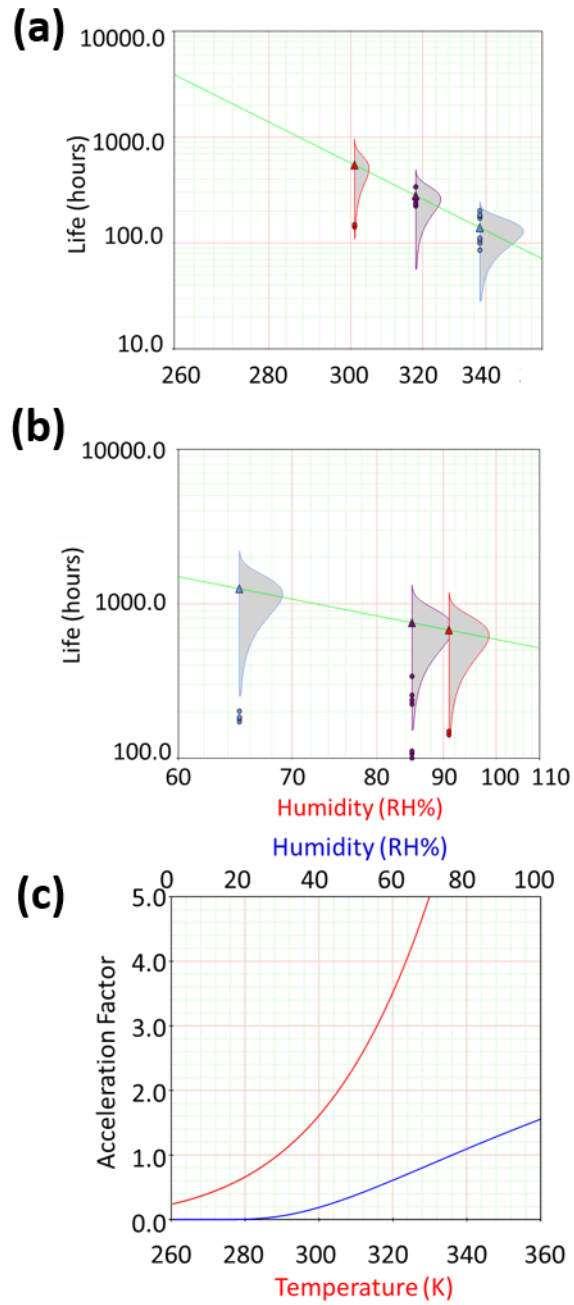 (a)
10000.0
1000.0
100.0
10.0
Life (hours)
260 280 300 320 340
(b)
10000.0
1000.0
100.0
Life (hours)
60 70 80 90 100 110
Humidity (RH%)
Humidity (RH%)
0 20 40 60 80 100
(c)
5.0
4.0
3.0
2.0
1.0
0.0
Acceleration Factor
260 280 300 320 340 360
Temperature (K)